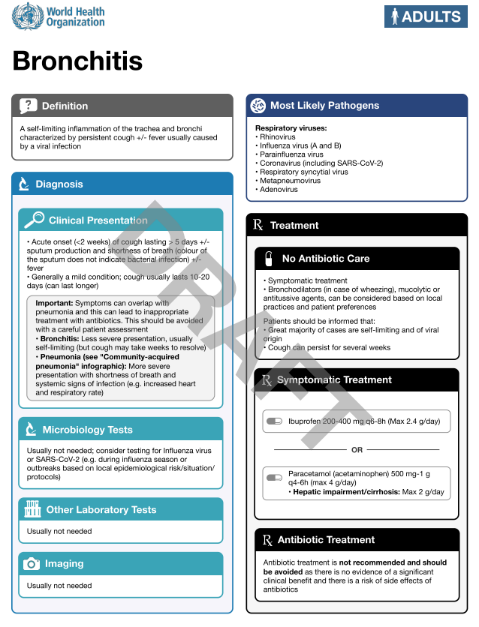 World Health
Organization
ADULTS
Bronchitis
Definition
A self-limiting inflammation of the trachea and bronchi
characterized by persistent cough +/- fever usually caused
by a viral infection
Diagnosis
Clinical Presentation
• Acute onset (<2 weeks) of cough lasting > 5 days +/-
sputum production and shortness of breath (colour of
the sputum does not indicate bacterial infection) +/-
fever
• Generally a mild condition; cough usually lasts 10-20
days (can last longer)
Important: Symptoms can overlap with
pneumonia and this can lead to inappropriate
treatment with antibiotics. This should be avoided
with a careful patient assessment
• Bronchitis: Less severe presentation, usually
self-limiting (but cough may take weeks to resolve)
• Pneumonia (see "Community-acquired
pneumonia" infographic): More severe
presentation with shortness of breath and
systemic signs of infection (e.g. increased heart
and respiratory rate)
Microbiology Tests
Usually not needed; consider testing for Influenza virus
or SARS-CoV-2 (e.g. during influenza season or
outbreaks based on local epidemiological risk/situation/
protocols)
Other Laboratory Tests
Usually not needed
Imaging
Usually not needed
Most Likely Pathogens
Respiratory viruses:
• Rhinovirus
• Influenza virus (A and B)
• Parainfluenza virus
• Coronavirus (including SARS-CoV-2)
• Respiratory syncytial virus
• Metapneumovirus
• Adenovirus
Treatment
No Antibiotic Care
• Symptomatic treatment
• Bronchodilators (in case of wheezing), mucolytic or
antitussive agents, can be considered based on local
practices and patient preferences
Patients should be informed that:
• Great majority of cases are self-limiting and of viral
origin
• Cough can persist for several weeks
Symptomatic Treatment
Ibuprofen 200-400 mg q6-8h (Max 2.4 g/day)
OR
Paracetamol (acetaminophen) 500 mg-1 g
q4-6h (max 4 g/day)
• Hepatic impairment/cirrhosis: Max 2 g/day
Antibiotic Treatment
Antibiotic treatment is not recommended and should
be avoided as there is no evidence of a significant
clinical benefit and there is a risk of side effects of
antibiotics
DRAFT